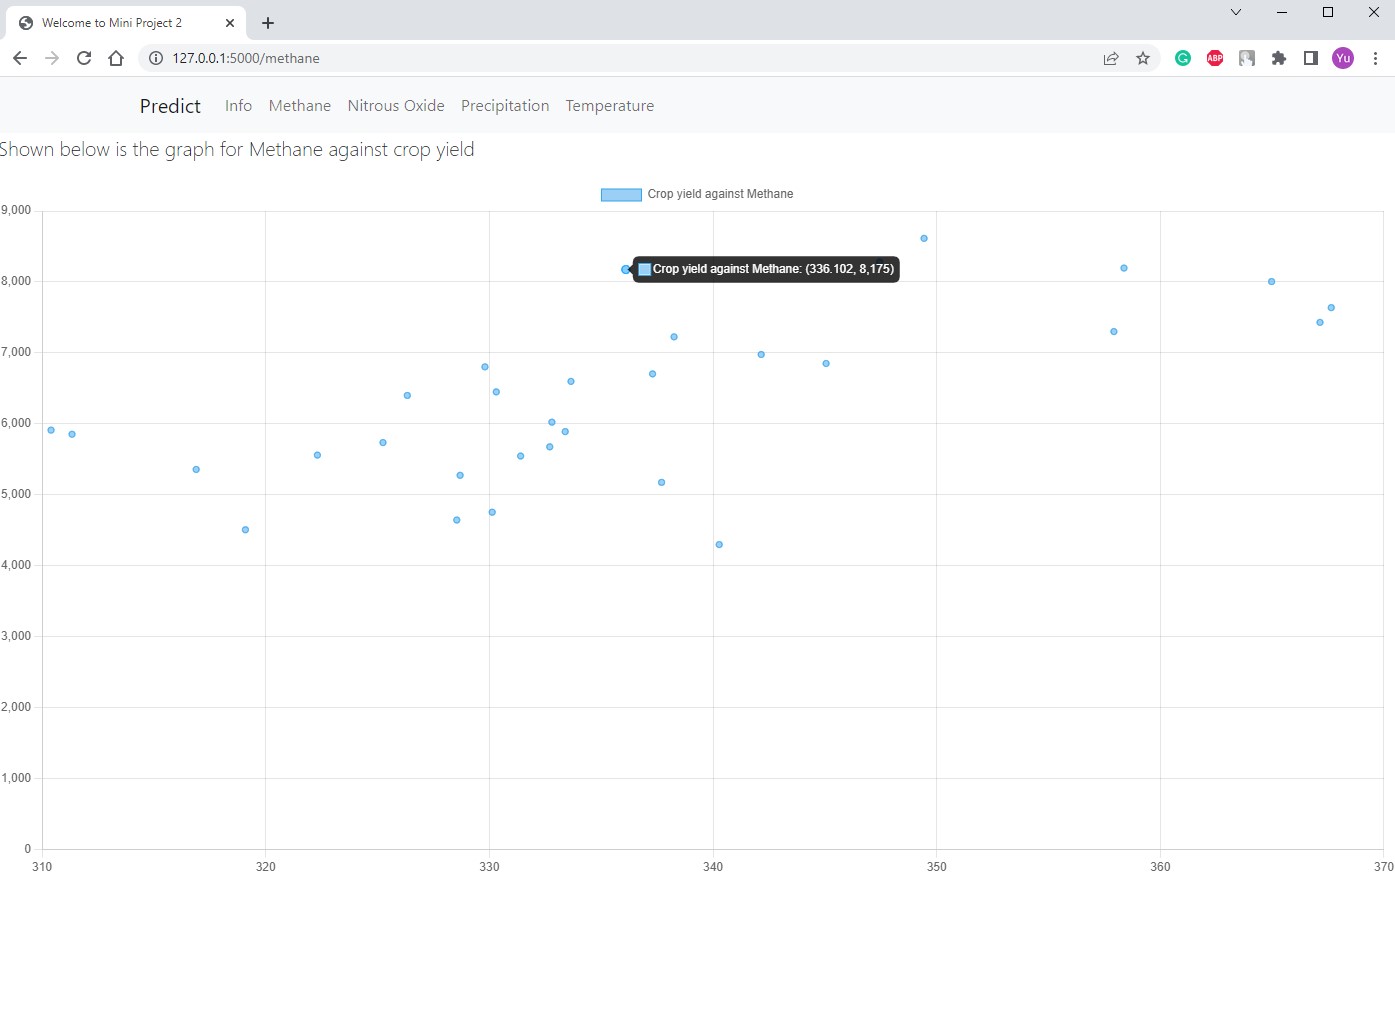 Welcome to Mini Project 2
127.0.0.1:5000/methane
ABP
Yu
Predict Info Methane Nitrous Oxide Precipitation Temperature
Shown below is the graph for Methane against crop yield
Crop yield against Methane
9,000
Crop yield against Methane: (336.102, 8,175)
8,000
7,000
6,000
5,000
4,000
3,000
2,000
1,000
0
310 320 330 340 350 360 370